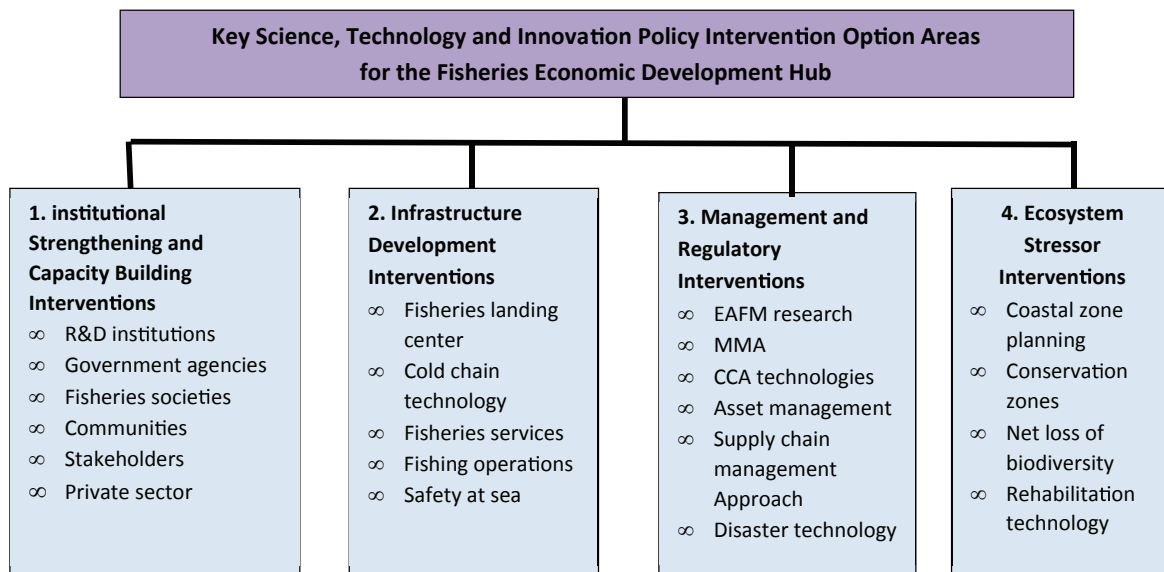 Key Science, Technology and Innovation Policy Intervention Option Areas
for the Fisheries Economic Development Hub
1. institutional
Strengthening and
Capacity Building
Interventions
∞ R&D institutions
∞ Government agencies
∞ Fisheries societies
∞ Communities
∞ Stakeholders
∞ Private sector
2. Infrastructure
Development
Interventions
∞ Fisheries landing
center
∞ Cold chain
technology
∞ Fisheries services
∞ Fishing operations
∞ Safety at sea
3. Management and
Regulatory
Interventions
∞ EAFM research
∞ MMA
∞ CCA technologies
∞ Asset management
∞ Supply chain
management
Approach
∞ Disaster technology
4. Ecosystem
Stressor
Interventions
∞ Coastal zone
planning
∞ Conservation
zones
∞ Net loss of
biodiversity
∞ Rehabilitation
technology